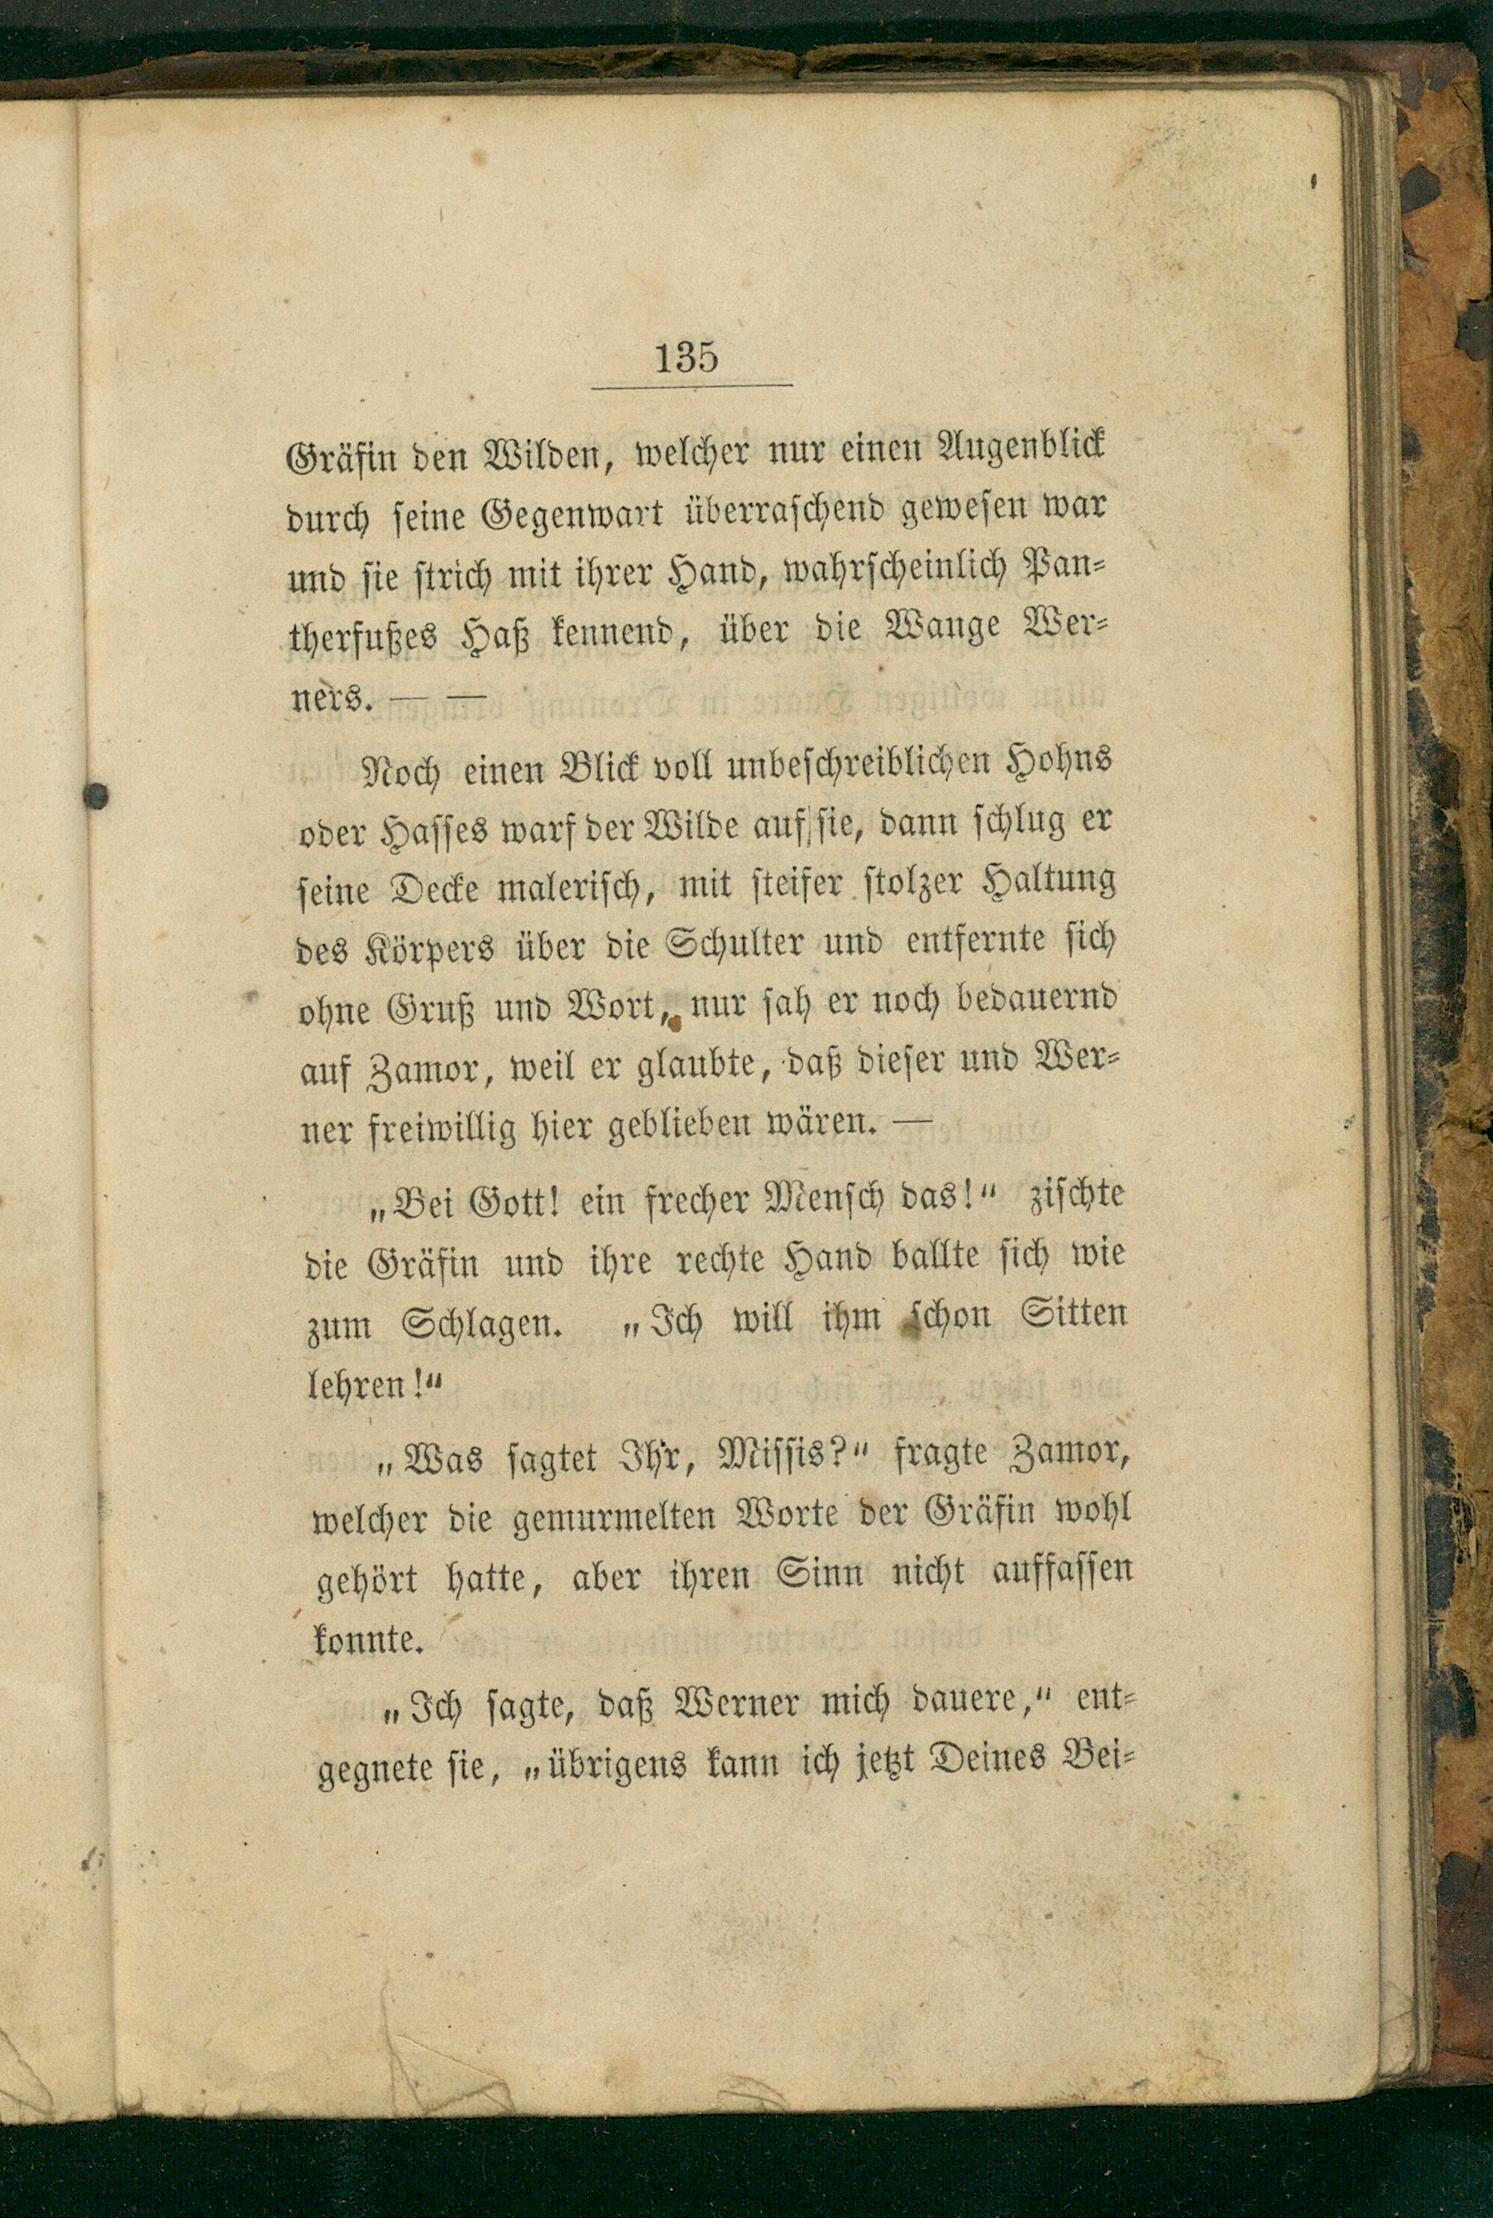 135
Gräfin den Wilden, welcher nur einen Augenblick
durch seine Gegenwart überraschend gewesen war
und sie strich mit ihrer Hand, wahrscheinlich Pan-
therfußes Haß kennend, über die Wange Wer-
ners. — —
Noch einen Blick voll unbeschreiblichen Hohns
oder Hasses warf der Wilde auf sie, dann schlug er
seine Decke malerisch, mit steifer stolzer Haltung
des Körpers über die Schulter und entfernte sich
ohne Gruß und Wort, nur sah er noch bedauernd
auf Zamor, weil er glaubte, daß dieser und Wer-
ner freiwillig hier geblieben wären. —
„Bei Gott! ein frecher Mensch das!“ zischte
die Gräfin und ihre rechte Hand ballte sich wie
zum Schlagen. „Ich will ihm schon Sitten
lehren!“
„Was sagtet Ihr, Missis?“ fragte Zamor,
welcher die gemurmelten Worte der Gräfin wohl
gehört hatte, aber ihren Sinn nicht auffassen
konnte.
„Ich sagte, daß Werner mich dauere,“ ent-
gegnete sie, „übrigens kann ich jetzt Deines Bei-